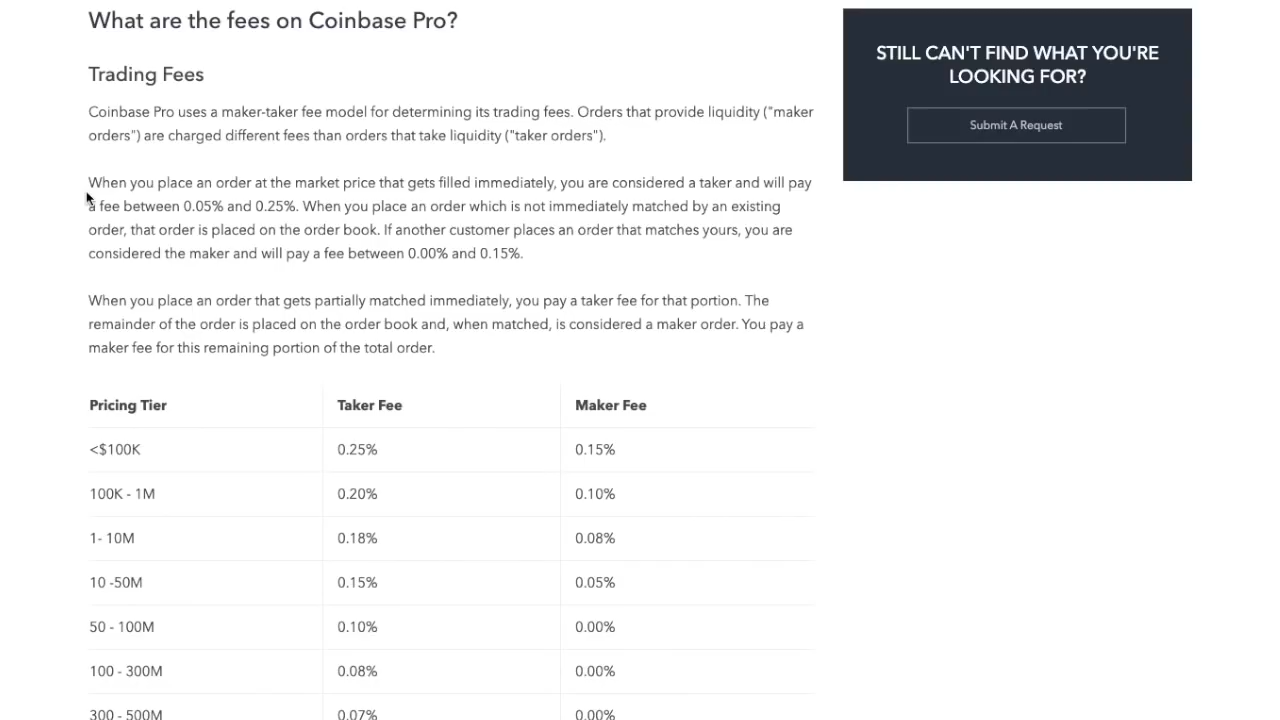 What are the fees on Coinbase Pro?
Trading Fees
Coinbase Pro uses a maker-taker fee model for determining its trading fees. Orders that provide liquidity ("maker
orders") are charged different fees than orders that take liquidity ("taker orders").
When you place an order at the market price that gets filled immediately, you are considered a taker and will pay
a fee between 0.05% and 0.25%. When you place an order which is not immediately matched by an existing
order, that order is placed on the order book. If another customer places an order that matches yours, you are
considered the maker and will pay a fee between 0.00% and 0.15%.
When you place an order that gets partially matched immediately, you pay a taker fee for that portion. The
remainder of the order is placed on the order book and, when matched, is considered a maker order. You pay a
maker fee for this remaining portion of the total order.
Pricing Tier Taker Fee Maker Fee
<$100K 0.25% 0.15%
100K - 1M 0.20% 0.10%
1- 10M 0.18% 0.08%
10 -50M 0.15% 0.05%
50 - 100M 0.10% 0.00%
100 - 300M 0.08% 0.00%
300 - 500M 0.07% 0.00%
STILL CAN'T FIND WHAT YOU'RE
LOOKING FOR?
Submit A Request